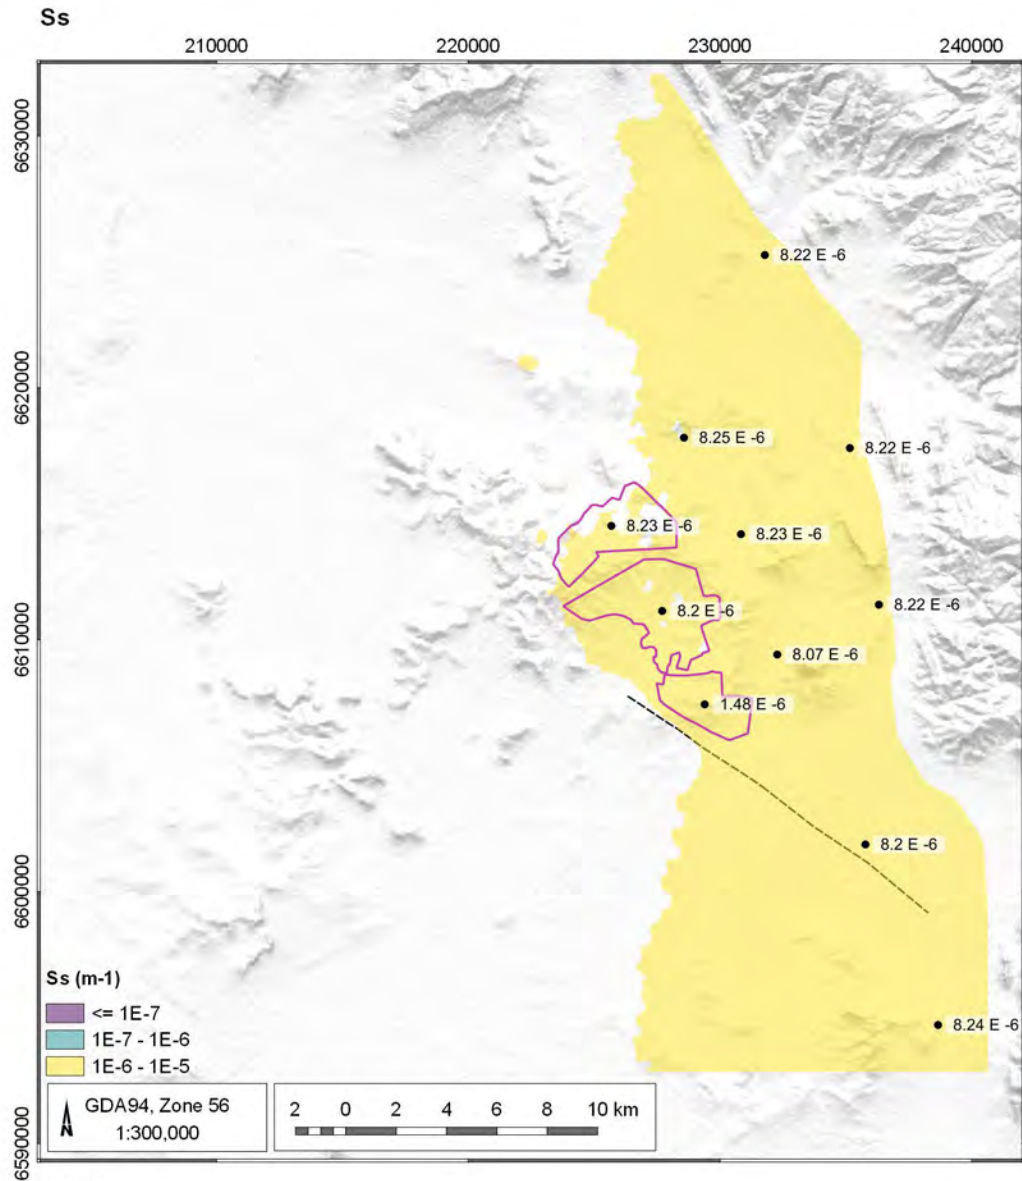 Ss
210000 220000 230000 240000
6630000
6620000
6610000
6600000
6590000
8.22 E -6
8.25 E -6
8.22 E -6
8.23 E -6
8.23 E -6
8.22 E -6
8.2 E -6
8.07 E -6
1.48 E -6
8.2 E -6
8.24 E -6
Ss (m-1)
<= 1E-7
1E-7 - 1E-6
1E-6 - 1E-5
N
GDA94, Zone 56
1:300,000
2 0 2 4 6 8 10 km